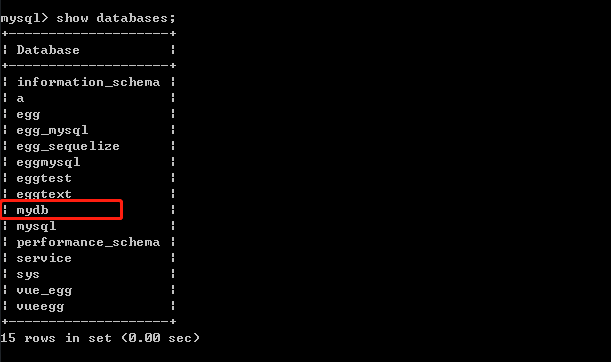 mysql> show databases;
+--------------------+
| Database           |
+--------------------+
| information_schema |
| a                  |
| egg                |
| egg_mysql          |
| egg_sequelize      |
| eggmysql           |
| eggtest            |
| eggtext            |
| mydb               |
| mysql              |
| performance_schema |
| service            |
| sys                |
| vue_egg            |
| vueegg             |
+--------------------+
15 rows in set (0.00 sec)